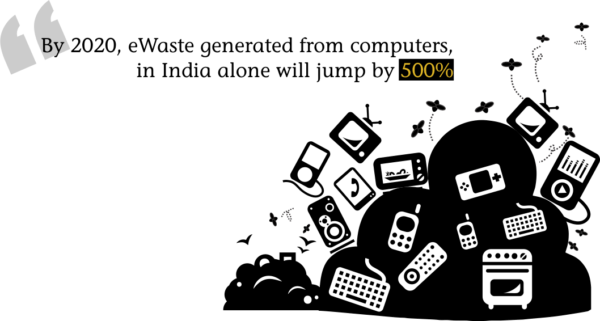 By 2020, eWaste generated from computers,
in India alone will jump by 500%